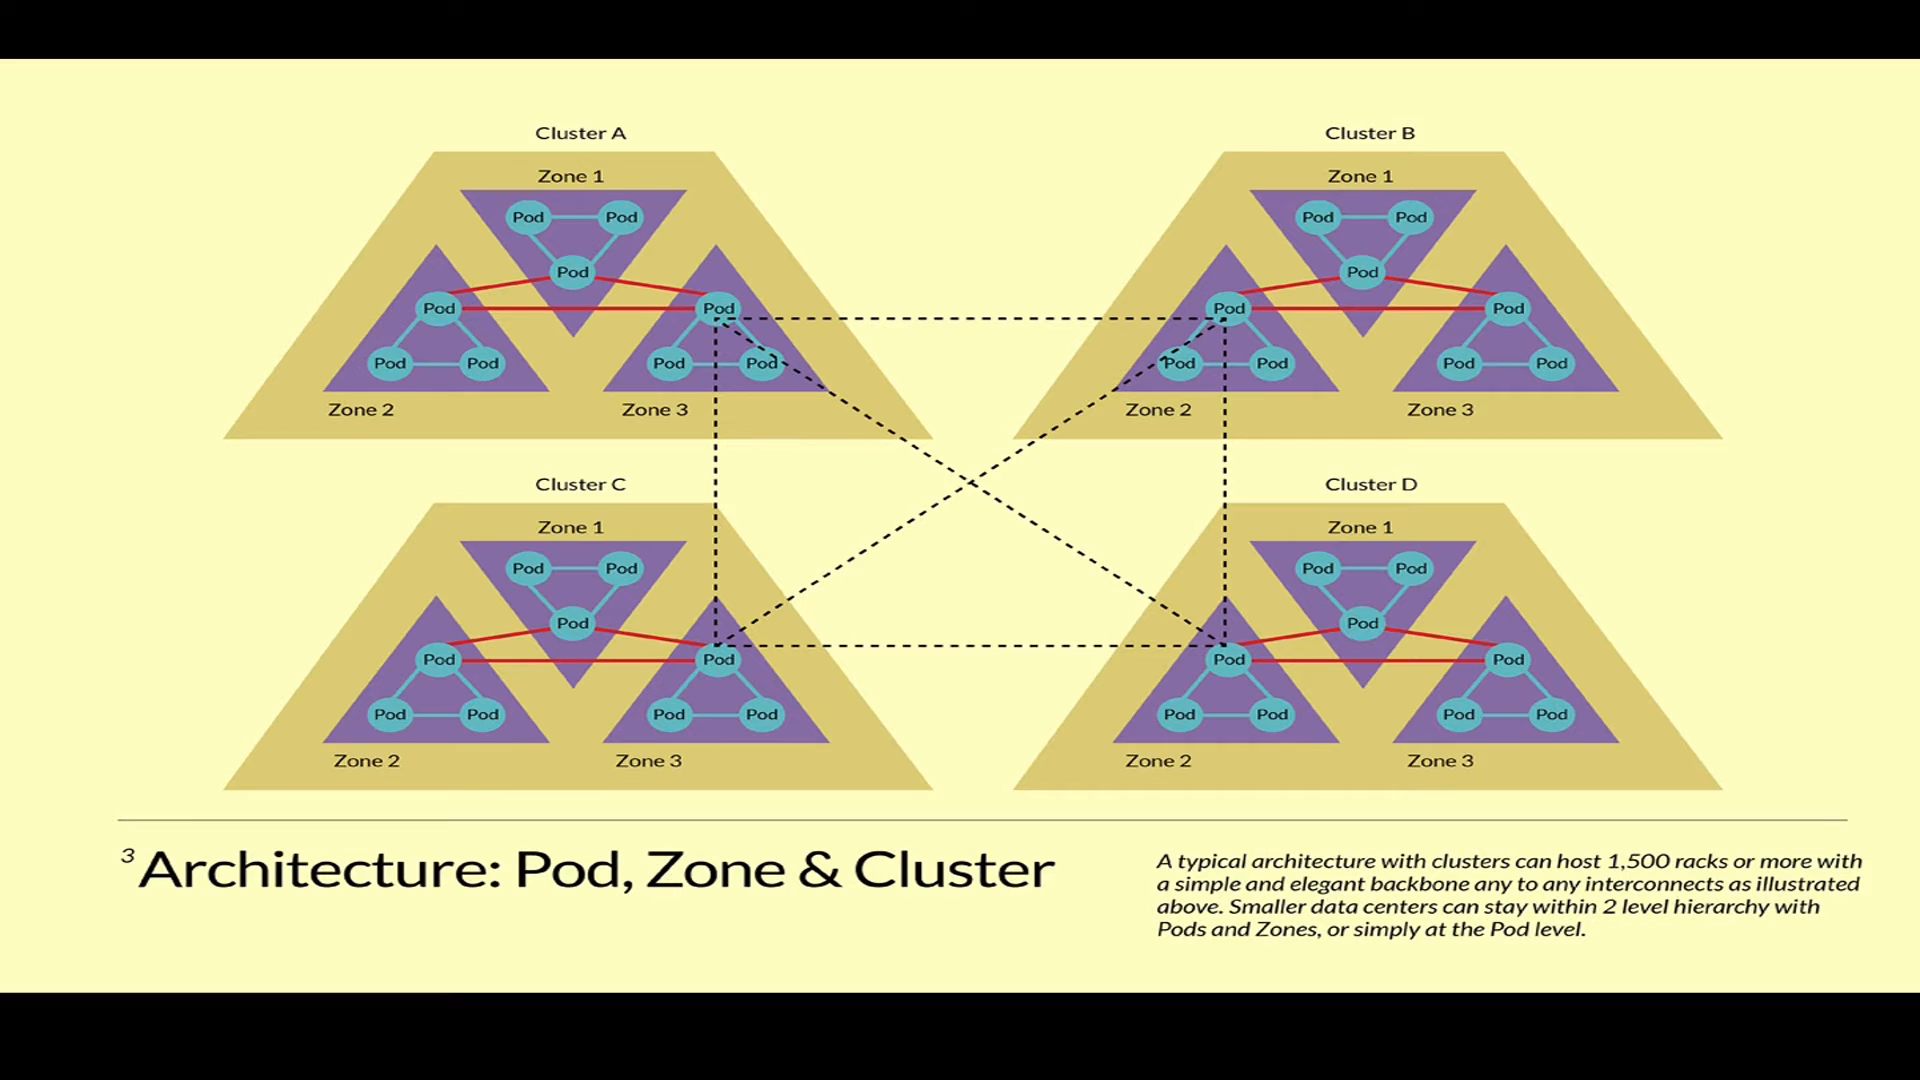 Cluster A
Zone 1
Pod Pod
Pod
Pod Pod
Pod Pod Pod Pod
Zone 2 Zone 3
Cluster B
Zone 1
Pod Pod
Pod
Pod Pod
Pod Pod Pod Pod
Zone 2 Zone 3
Cluster C
Zone 1
Pod Pod
Pod
Pod Pod
Pod Pod Pod Pod
Zone 2 Zone 3
Cluster D
Zone 1
Pod Pod
Pod
Pod Pod
Pod Pod Pod Pod
Zone 2 Zone 3
3 Architecture: Pod, Zone & Cluster
A typical architecture with clusters can host 1,500 racks or more with
a simple and elegant backbone any to any interconnects as illustrated
above. Smaller data centers can stay within 2 level hierarchy with
Pods and Zones, or simply at the Pod level.